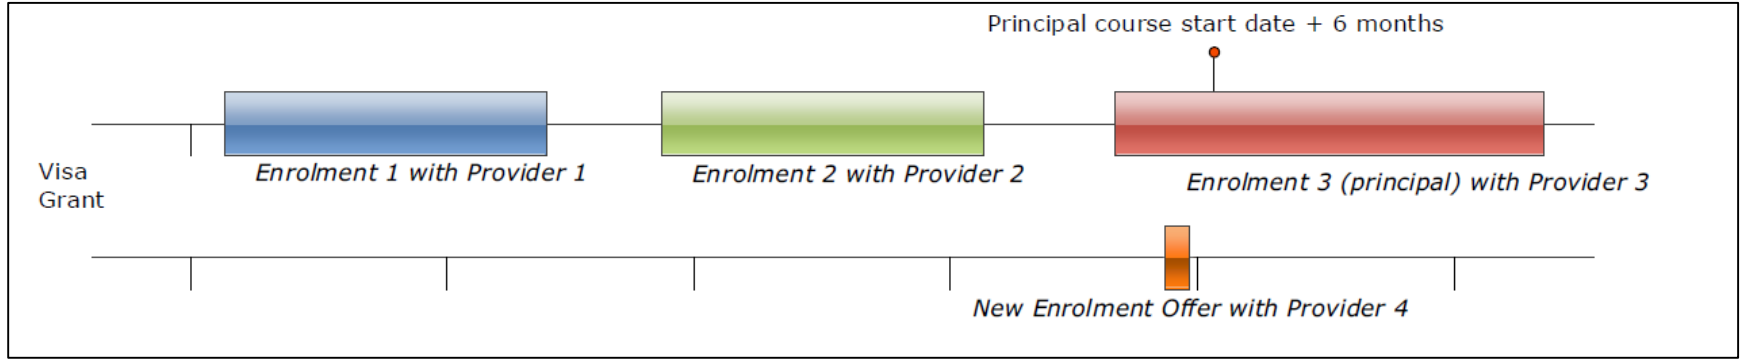 Principal course start date + 6 months
Visa
Grant
Enrolment 1 with Provider 1
Enrolment 2 with Provider 2
Enrolment 3 (principal) with Provider 3
New Enrolment Offer with Provider 4